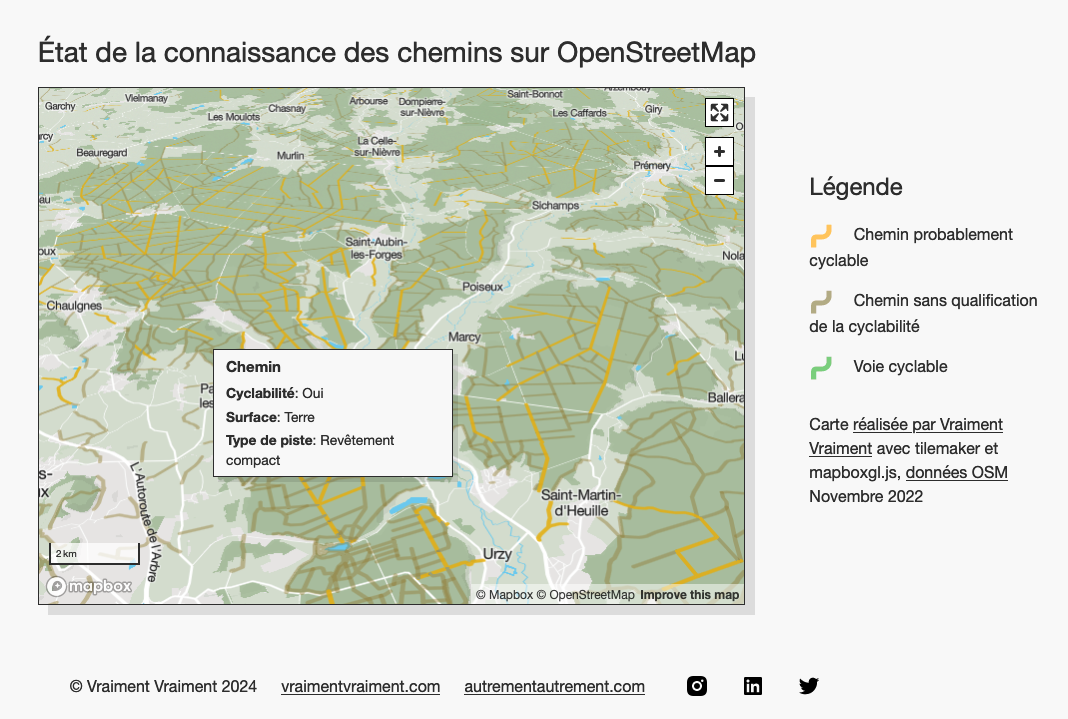 État de la connaissance des chemins sur OpenStreetMap
Garchy
Vielmanay
Chasnay
Les Moulots
Arbourse
Dompierre-
sur-Nièvre
Saint-Bonnot
Les Caffards
Giry
Beauregard
Murlin
La Celle-
sur-Nièvre
Prémery
Sichamps
Saint-Aubin-
les-Forges
Poiseux
Chaulgnes
Marcy
Chemin
Cyclabilité: Oui
Surface: Terre
Type de piste: Revêtement
compact
L'Autoroute de l'Arbre
Saint-Martin-
d'Heuille
Urzy
2 km
mapbox
© Mapbox © OpenStreetMap Improve this map
Légende
Chemin probablement
cyclable
Chemin sans qualification
de la cyclabilité
Voie cyclable
Carte réalisée par Vraiment
Vraiment avec tilemaker et
mapboxgl.js, données OSM
Novembre 2022
© Vraiment Vraiment 2024 vraimentvraiment.com autrementautrement.com